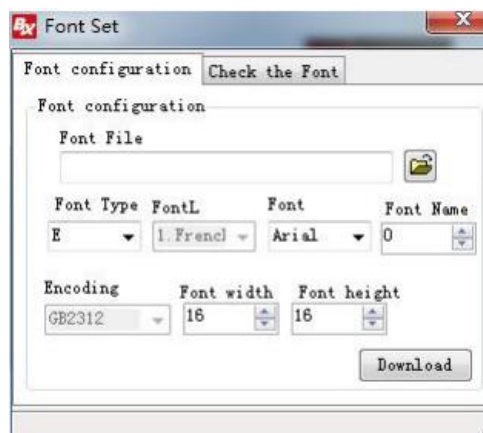 BX Font Set
Font configuration Check the Font
Font configuration
Font File
Font Type FontL Font Font Name
E 1. Frencl Arial 0
Encoding Font width Font height
GB2312 16 16
Download